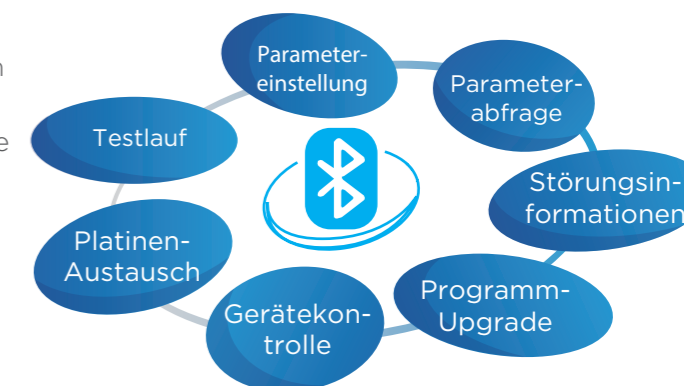 Parameter-
einstellung
Parameter-
abfrage
Störungsin-
formationen
Programm-
Upgrade
Gerätekon-
trolle
Platinen-
Austausch
Testlauf